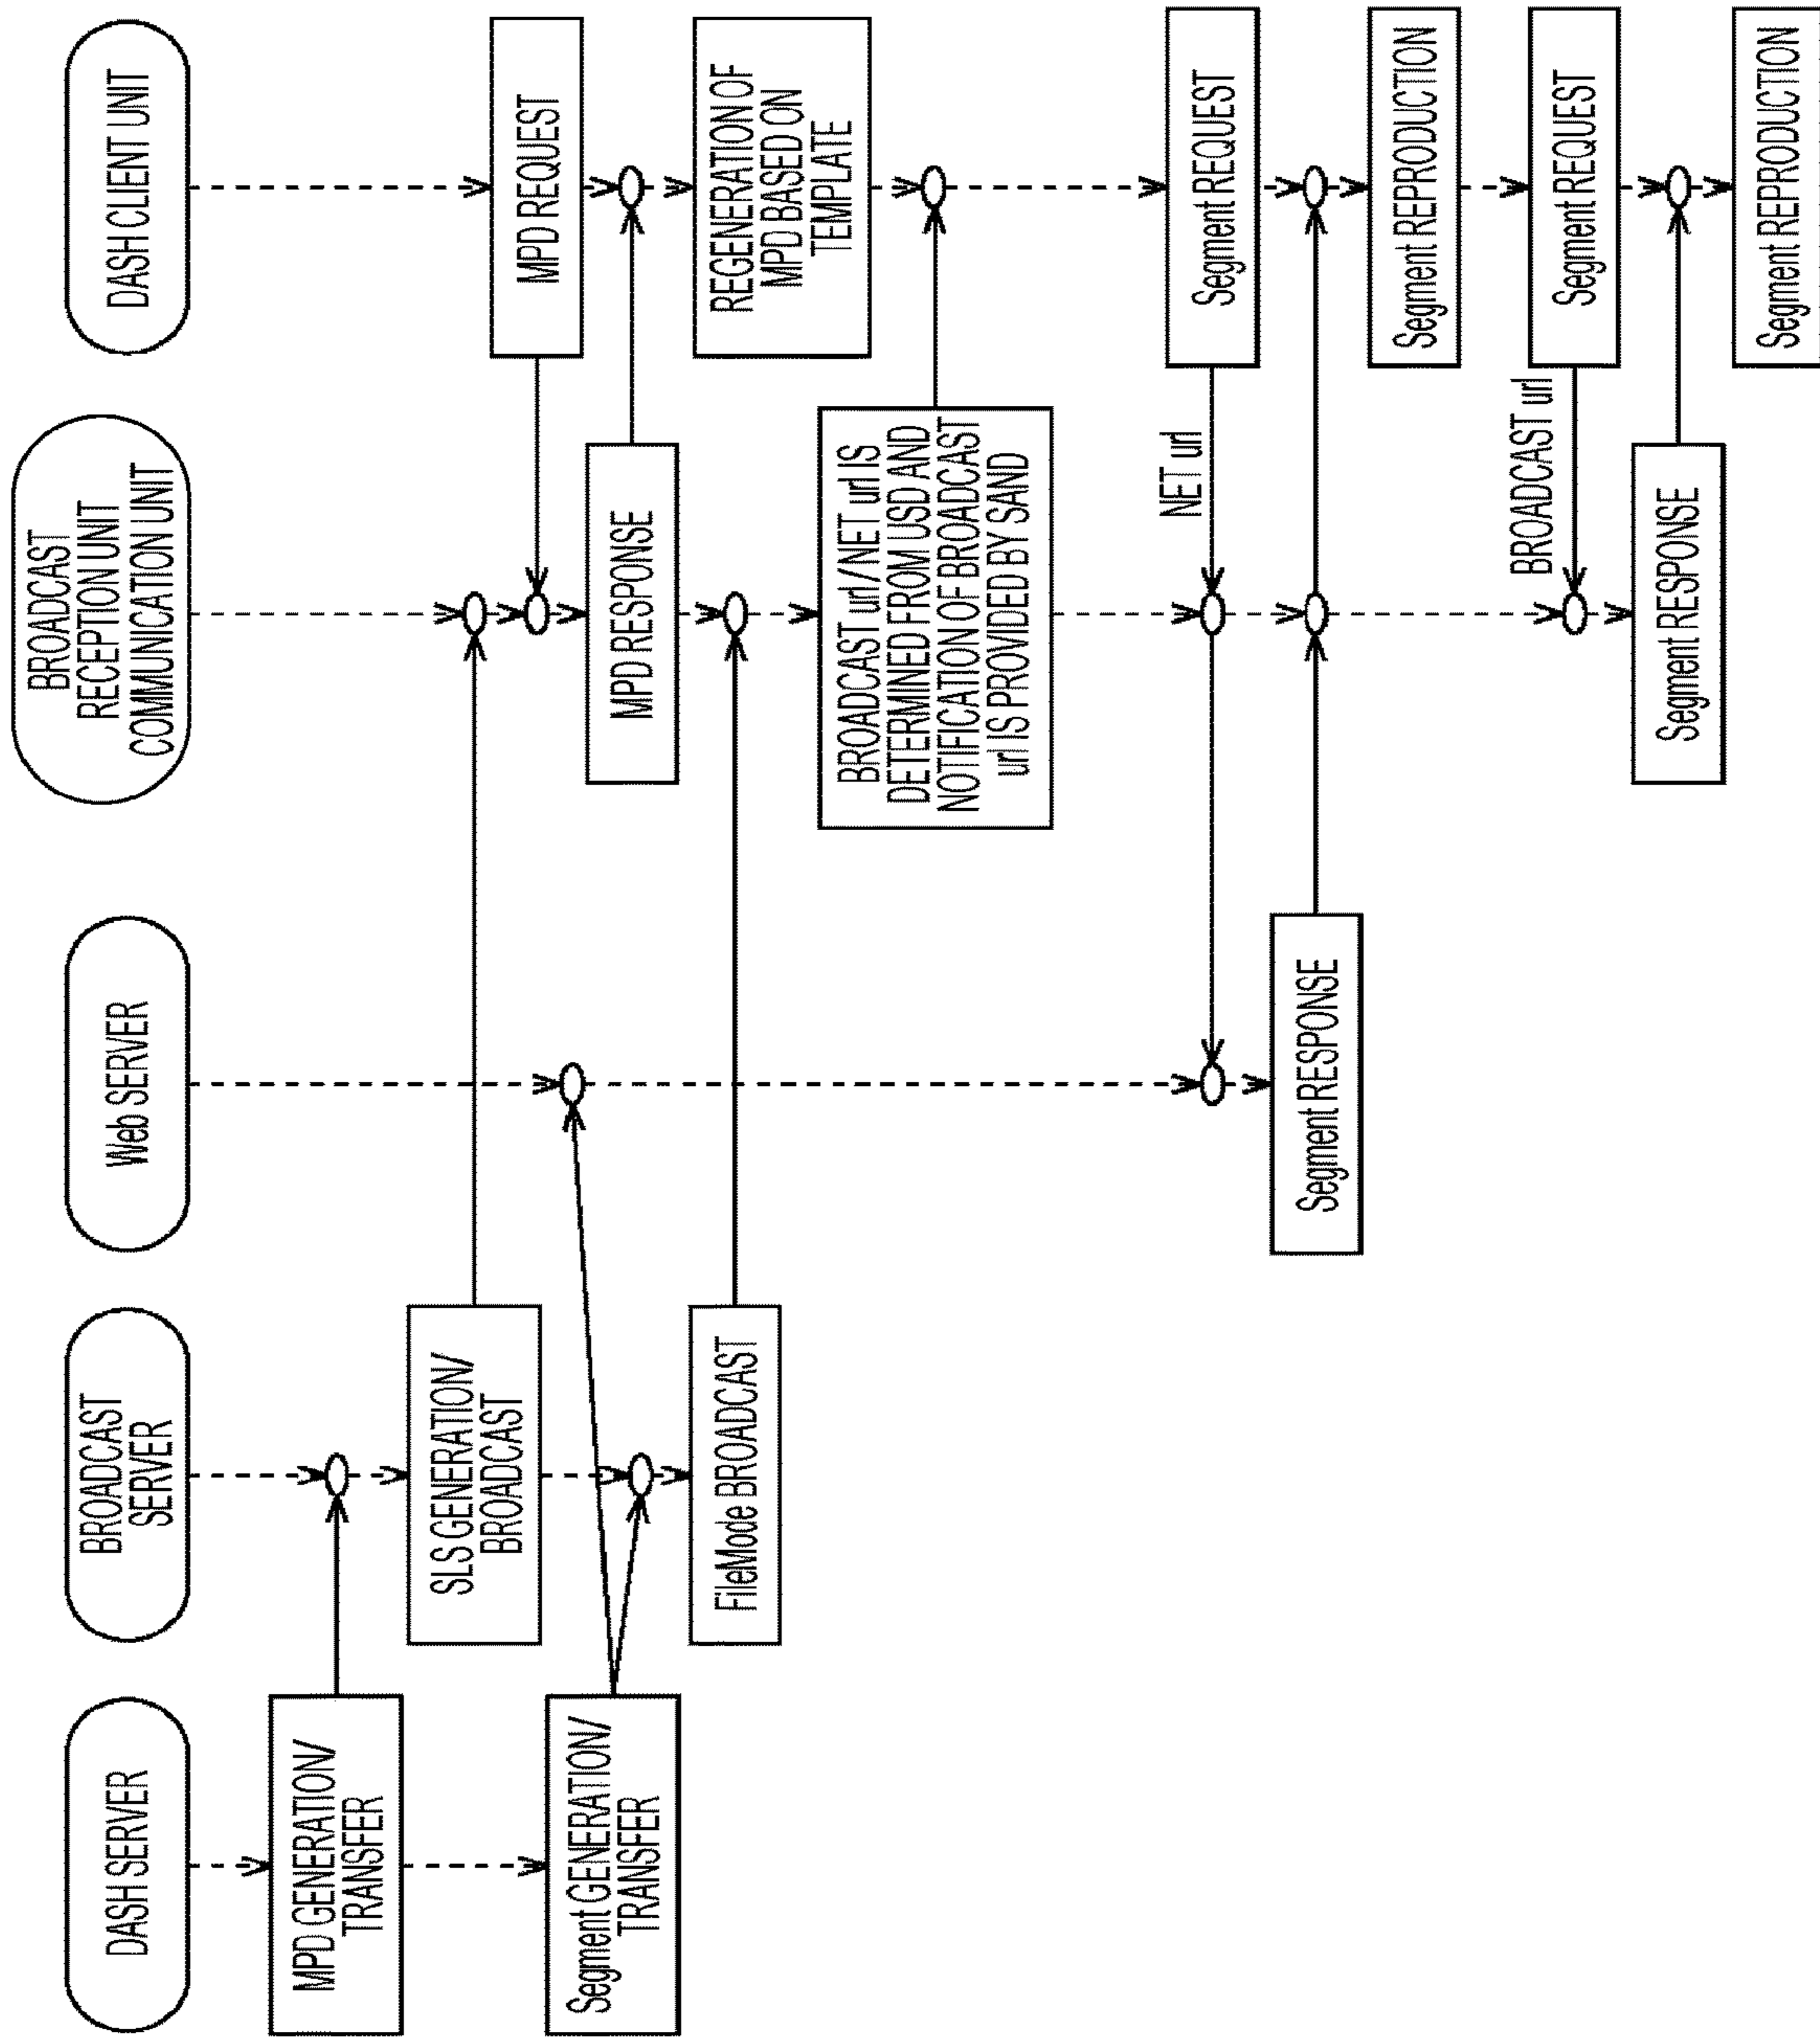 DASH SERVER
MPD GENERATION/
TRANSFER
Segment GENERATION/
TRANSFER
BROADCAST
SERVER
SLS GENERATION/
BROADCAST
FileMode BROADCAST
Web SERVER
Segment RESPONSE
BROADCAST
RECEPTION UNIT
COMMUNICATION UNIT
MPD RESPONSE
BROADCAST url/NET url IS
DETERMINED FROM USD AND
NOTIFICATION OF BROADCAST
url IS PROVIDED BY SAND
NET url
BROADCAST url
Segment RESPONSE
DASH CLIENT UNIT
MPD REQUEST
REGENERATION OF
MPD BASED ON
TEMPLATE
Segment REQUEST
Segment REPRODUCTION
Segment REQUEST
Segment REPRODUCTION